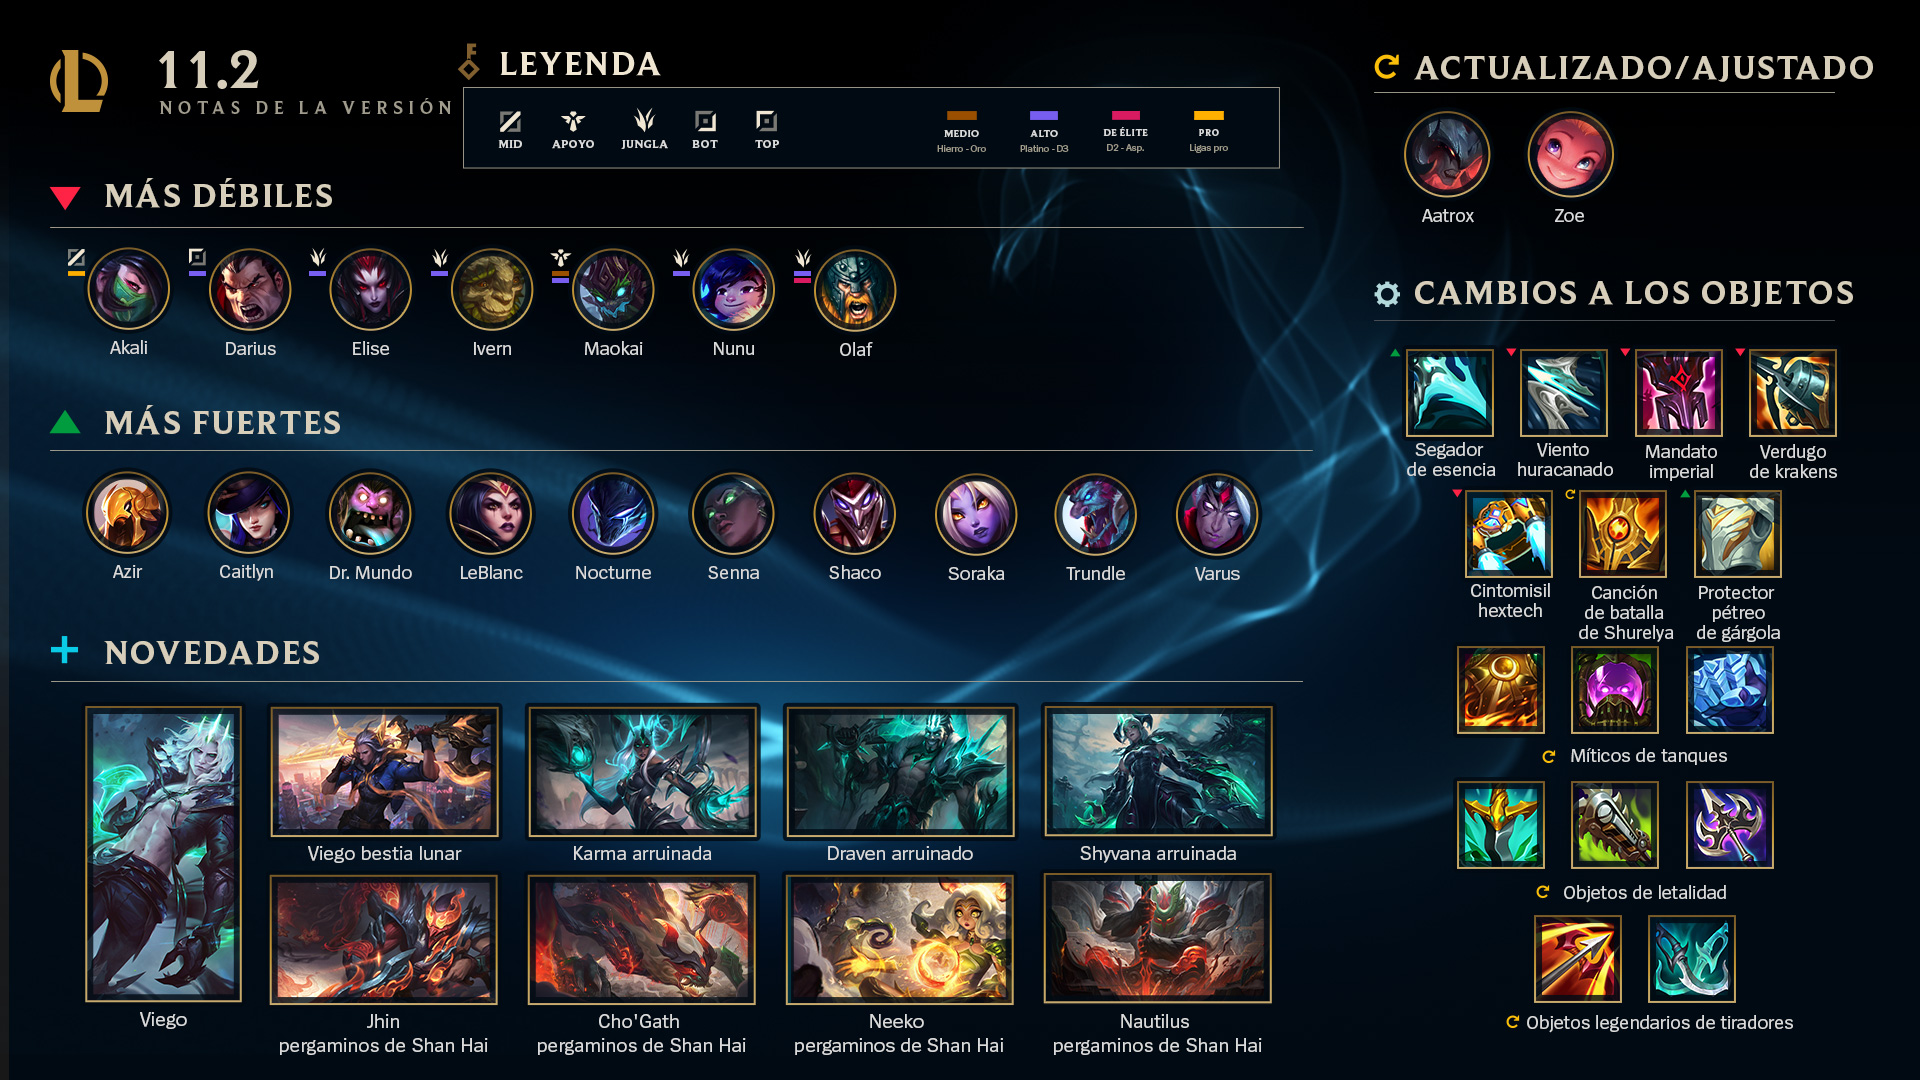 11.2
NOTAS DE LA VERSIÓN
LEYENDA
MID
APOYO
JUNGLA
BOT
TOP
MEDIO
Hierro - Oro
ALTO
Platino - D3
DE ÉLITE
D2 - Asp.
PRO
Ligas pro
MÁS DÉBILES
Akali
Darius
Elise
Ivern
Maokai
Nunu
Olaf
MÁS FUERTES
Azir
Caitlyn
Dr. Mundo
LeBlanc
Nocturne
Senna
Shaco
Soraka
Trundle
Varus
NOVEDADES
Viego
Viego bestia lunar
Karma arruinada
Draven arruinado
Shyvana arruinada
Jhin
pergaminos de Shan Hai
Cho'Gath
pergaminos de Shan Hai
Neeko
pergaminos de Shan Hai
Nautilus
pergaminos de Shan Hai
ACTUALIZADO/AJUSTADO
Aatrox
Zoe
CAMBIOS A LOS OBJETOS
Segador
de esencia
Viento
huracanado
Mandato
imperial
Verdugo
de krakens
Cintomisil
hextech
Canción
de batalla
de Shurelya
Protector
pétreo
de gárgola
Míticos de tanques
Objetos de letalidad
Objetos legendarios de tiradores